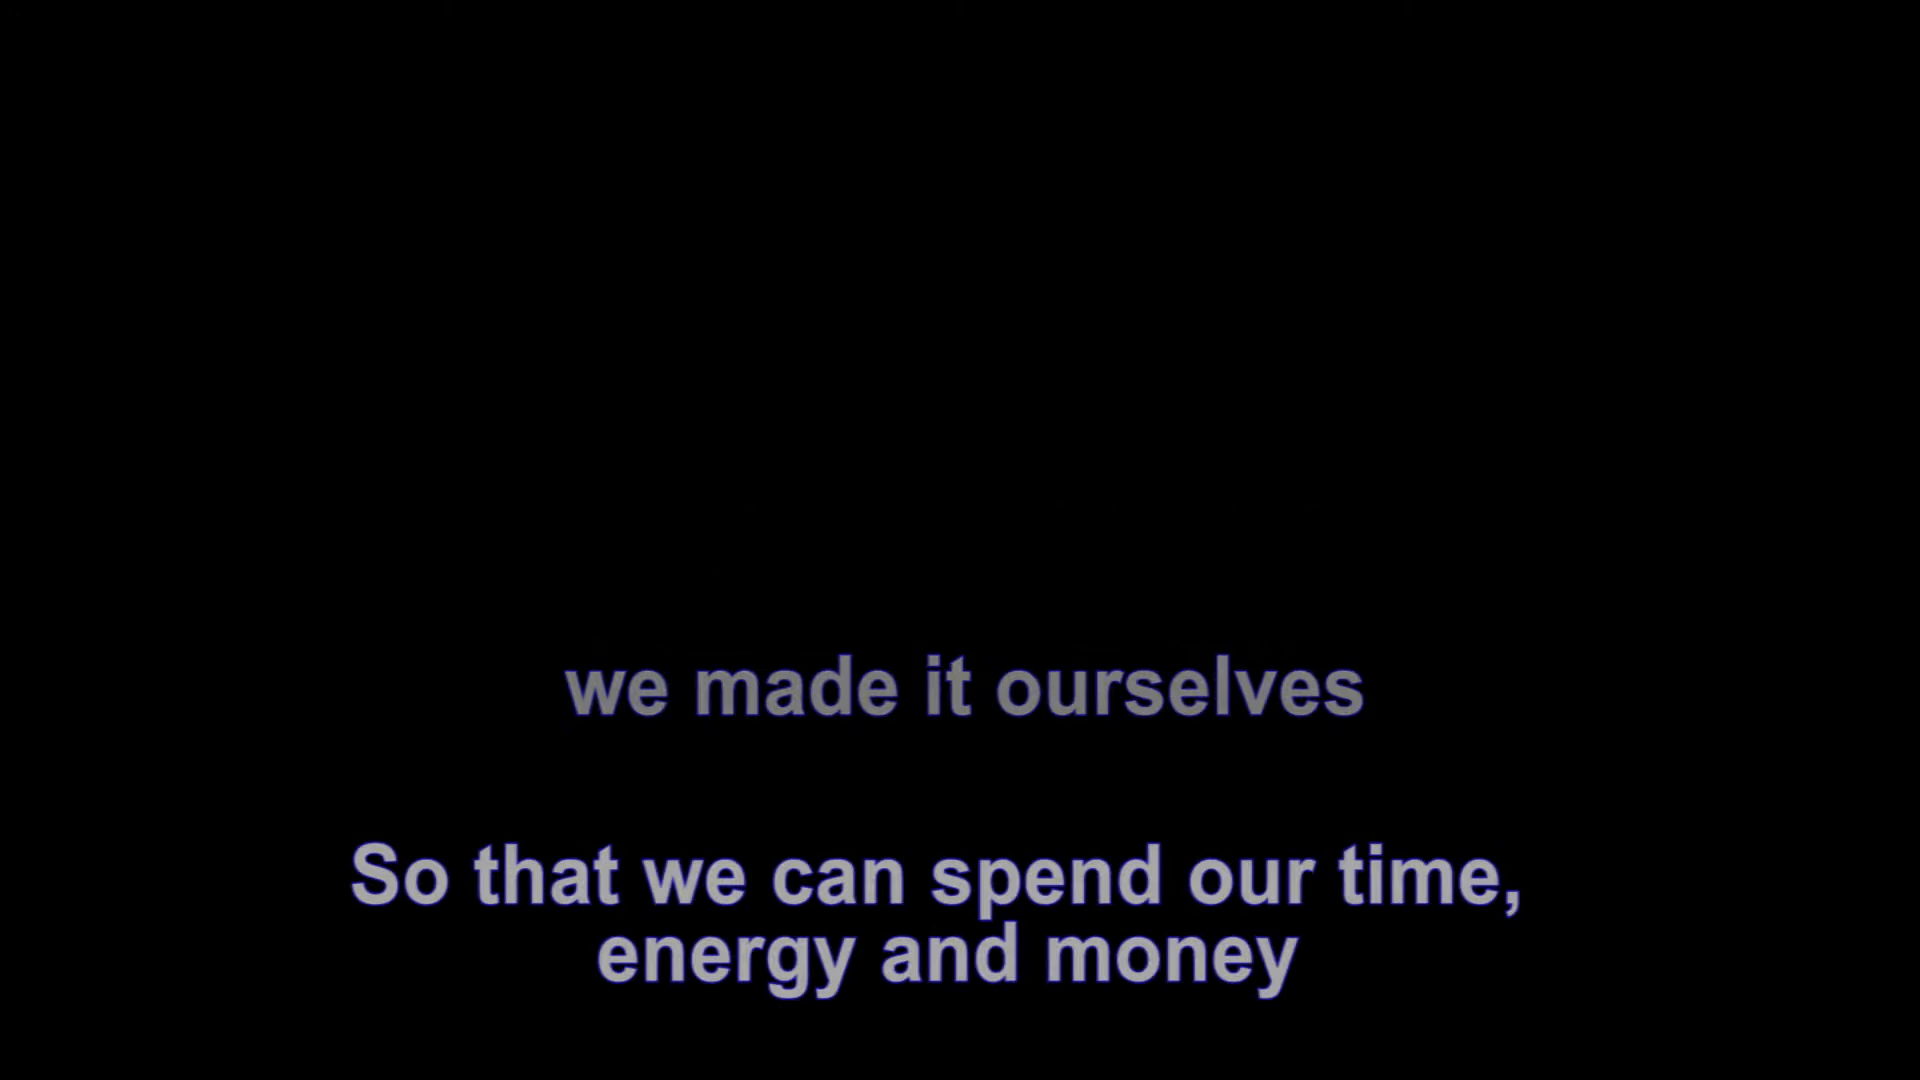 we made it ourselves
So that we can spend our time,
energy and money